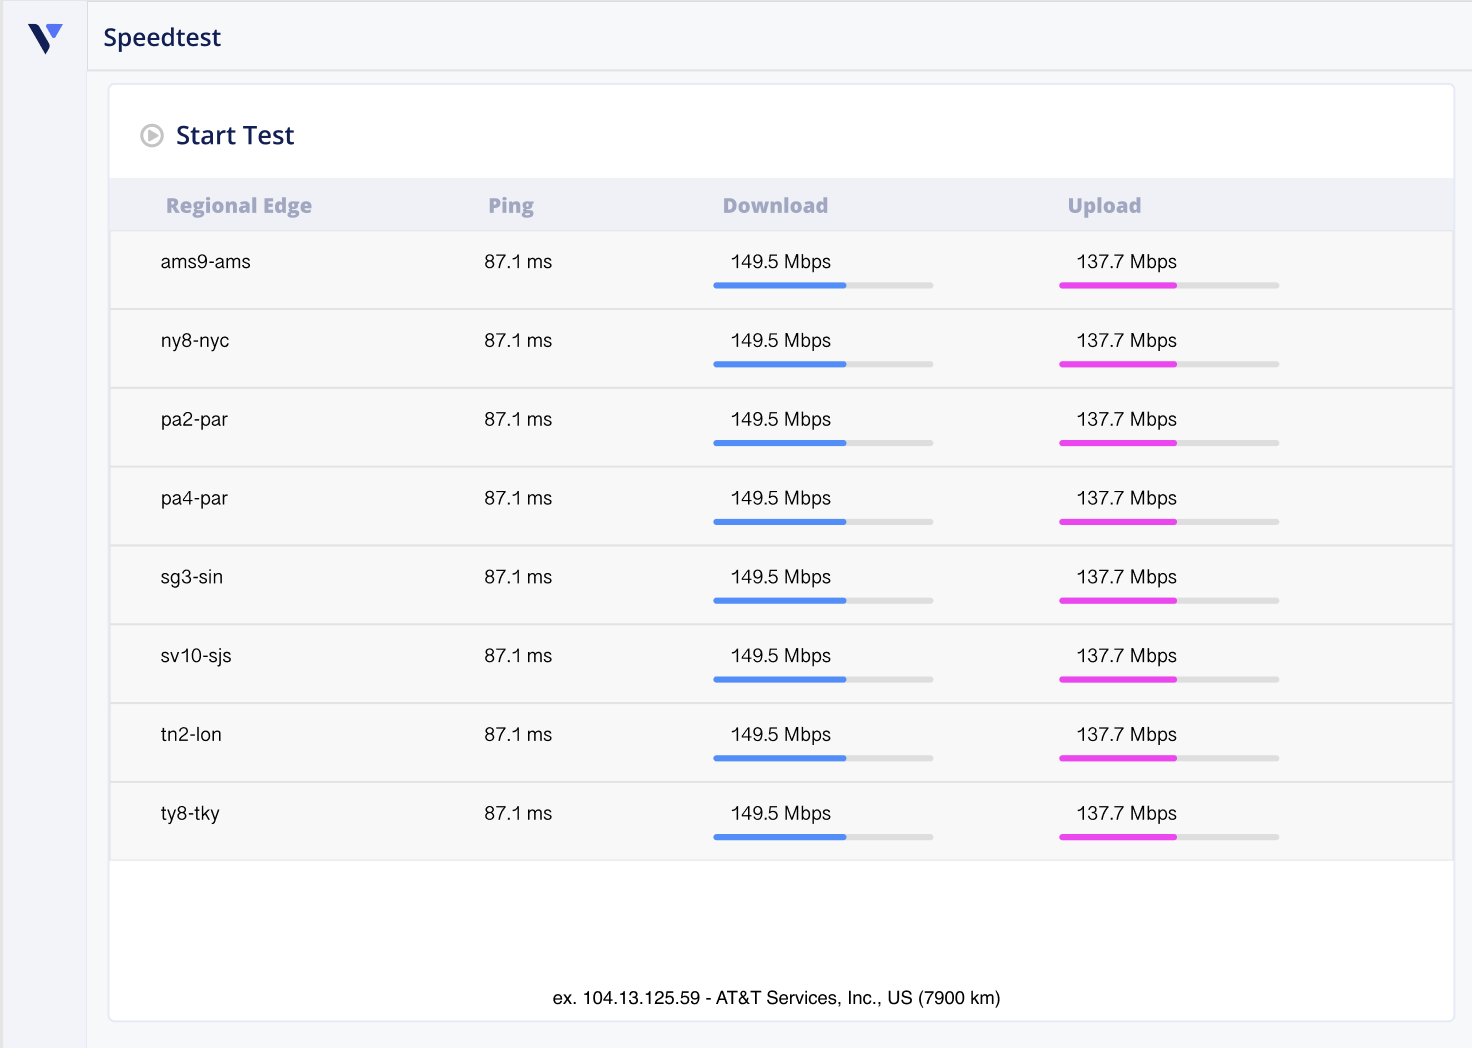 Speedtest
Start Test
Regional Edge Ping Download Upload
ams9-ams 87.1 ms 149.5 Mbps 137.7 Mbps
ny8-nyc 87.1 ms 149.5 Mbps 137.7 Mbps
pa2-par 87.1 ms 149.5 Mbps 137.7 Mbps
pa4-par 87.1 ms 149.5 Mbps 137.7 Mbps
sg3-sin 87.1 ms 149.5 Mbps 137.7 Mbps
sv10-sjs 87.1 ms 149.5 Mbps 137.7 Mbps
tn2-lon 87.1 ms 149.5 Mbps 137.7 Mbps
ty8-tky 87.1 ms 149.5 Mbps 137.7 Mbps
ex. 104.13.125.59 - AT&T Services, Inc., US (7900 km)